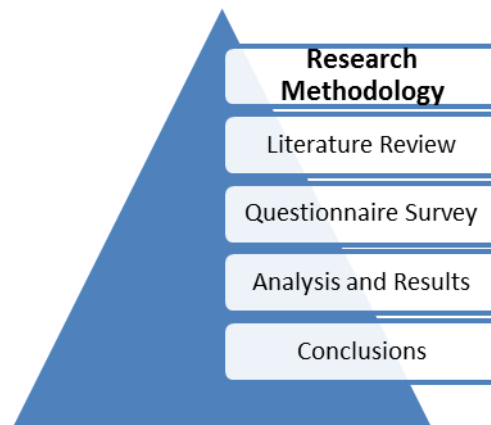 Research
Methodology
Literature Review
Questionnaire Survey
Analysis and Results
Conclusions